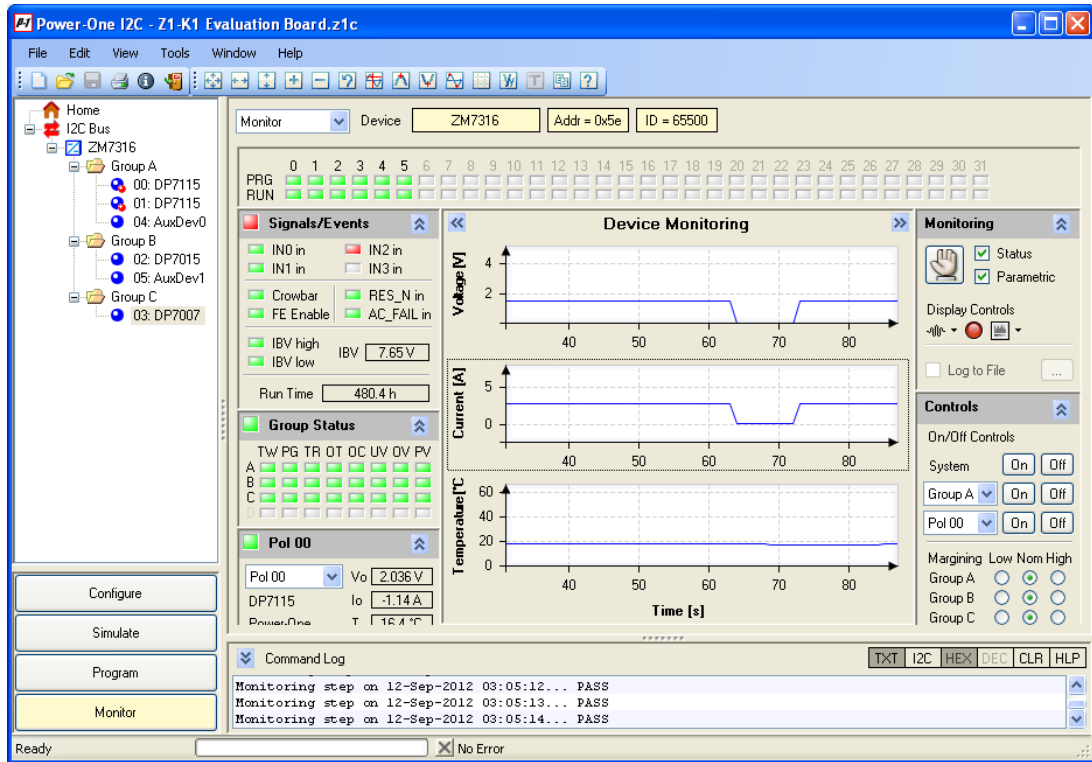 Power-One I2C - Z1-K1 Evaluation Board.z1c
File Edit View Tools Window Help
Home
I2C Bus
ZM7316
Group A
00: DP7115
01: DP7115
04: AuxDev0
Group B
02: DP7015
05: AuxDev1
Group C
03: DP7007
Configure
Simulate
Program
Monitor
Monitor Device ZM7316 Addr = 0x5e ID = 65500
0 1 2 3 4 5 6 7 8 9 10 11 12 13 14 15 16 17 18 19 20 21 22 23 24 25 26 27 28 29 30 31
PRG
RUN
Signals/Events
IN0 in IN2 in
IN1 in IN3 in
Crowbar RES_N in
FE Enable AC_FAIL in
IBV high
IBV low
IBV 7.65 V
Run Time 480.4 h
Group Status
TW PG TR OT OC UV OV PV
A
B
C
D
Pol 00
Pol 00 Vo 2.036 V
DP7115 Io -1.14 A
Power-One T 16.4 °C
Device Monitoring
Voltage [V]
4
2
40 50 60 70 80
Current [A]
5
0
40 50 60 70 80
Temperature[°C
60
40
20
0
40 50 60 70 80
Time [s]
Monitoring
Status
Parametric
Display Controls
Log to File ...
Controls
On/Off Controls
System On Off
Group A On Off
Pol 00 On Off
Margining Low Nom High
Group A
Group B
Group C
Command Log TXT I2C HEX DEC CLR HLP
Monitoring step on 12-Sep-2012 03:05:12... PASS
Monitoring step on 12-Sep-2012 03:05:13... PASS
Monitoring step on 12-Sep-2012 03:05:14... PASS
Ready No Error